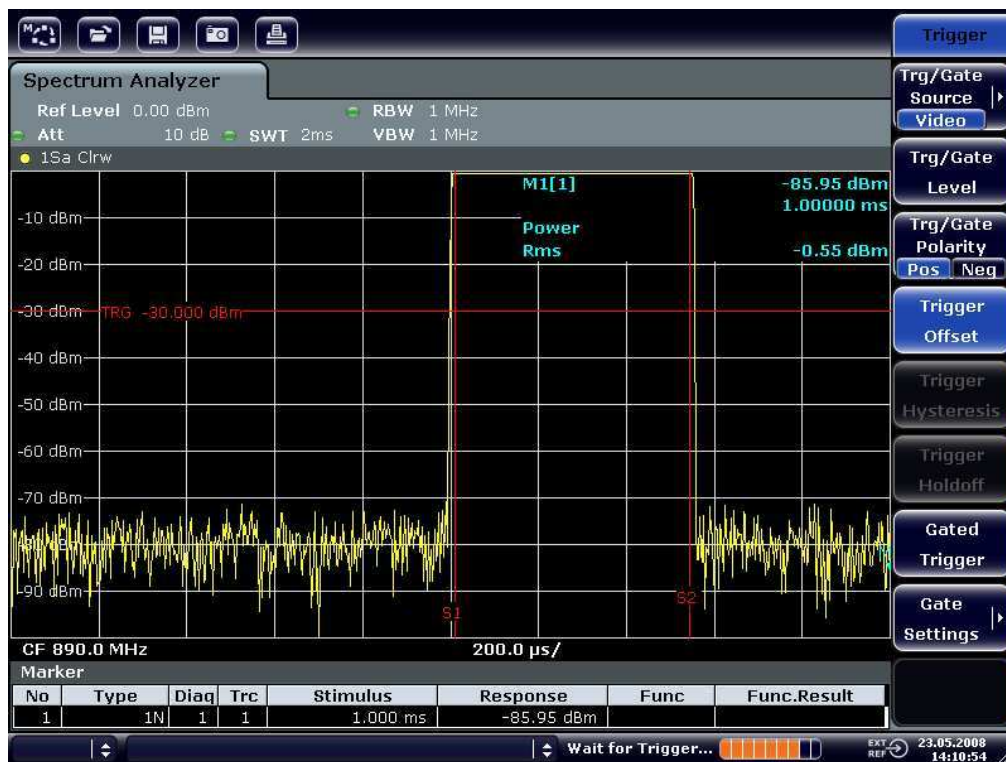 Trigger
Spectrum Analyzer
Ref Level 0.00 dBm RBW 1 MHz
Att 10 dB SWT 2ms VBW 1 MHz
1Sa Clrw
M1[1] -85.95 dBm
1.00000 ms
Power
Rms -0.55 dBm
-10 dBm
-20 dBm
-30 dBm
TRG -30.000 dBm
-40 dBm
-50 dBm
-60 dBm
-70 dBm
-90 dBm
S1
S2
CF 890.0 MHz 200.0 µs/
Marker
No Type Diag Trc Stimulus Response Func Func.Result
1 1N 1 1 1.000 ms -85.95 dBm
Wait for Trigger...
EXT REF
23.05.2008
14:10:54
Trg/Gate
Source
Video
Trg/Gate
Level
Trg/Gate
Polarity
Pos Neg
Trigger
Offset
Trigger
Hysteresis
Trigger
Holdoff
Gated
Trigger
Gate
Settings